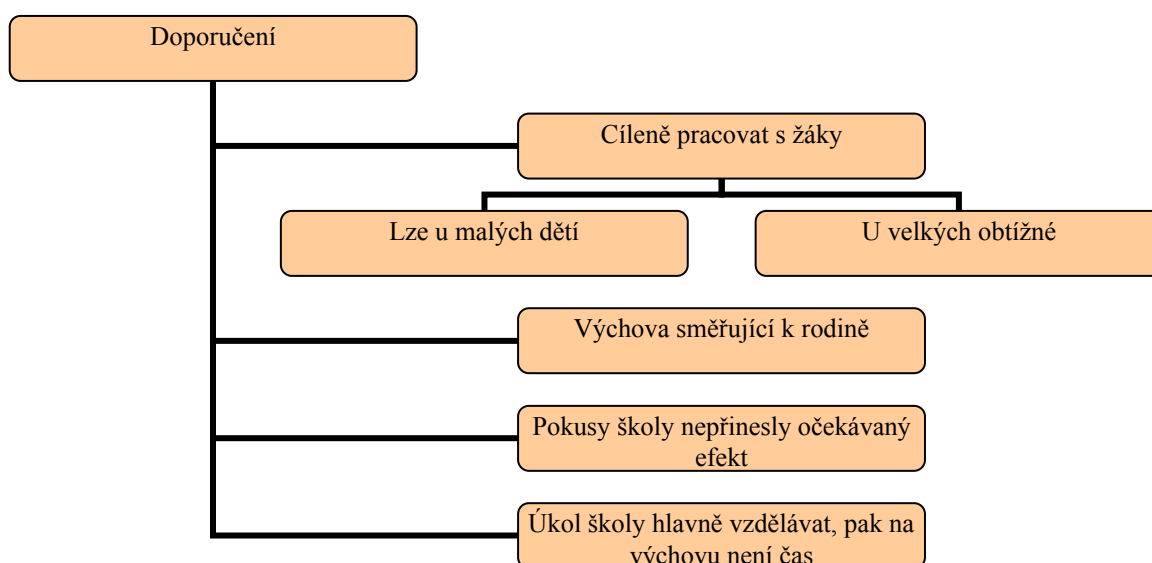 Doporučení
Cíleně pracovat s žáky
Lze u malých dětí
U velkých obtížné
Výchova směřující k rodině
Pokusy školy nepřinesly očekávaný
efekt
Úkol školy hlavně vzdělávat, pak na
výchovu není čas